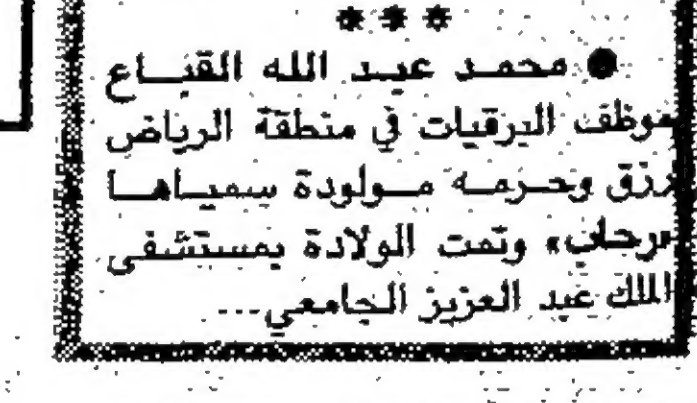 ***
● محمد عبد الله القباع
موظف البرقيات في منطقة الرياض
رزق وحرمه مولودة سمياها
«رحاب» وتمت الولادة بمستشفى
الملك عبد العزيز الجامعي...